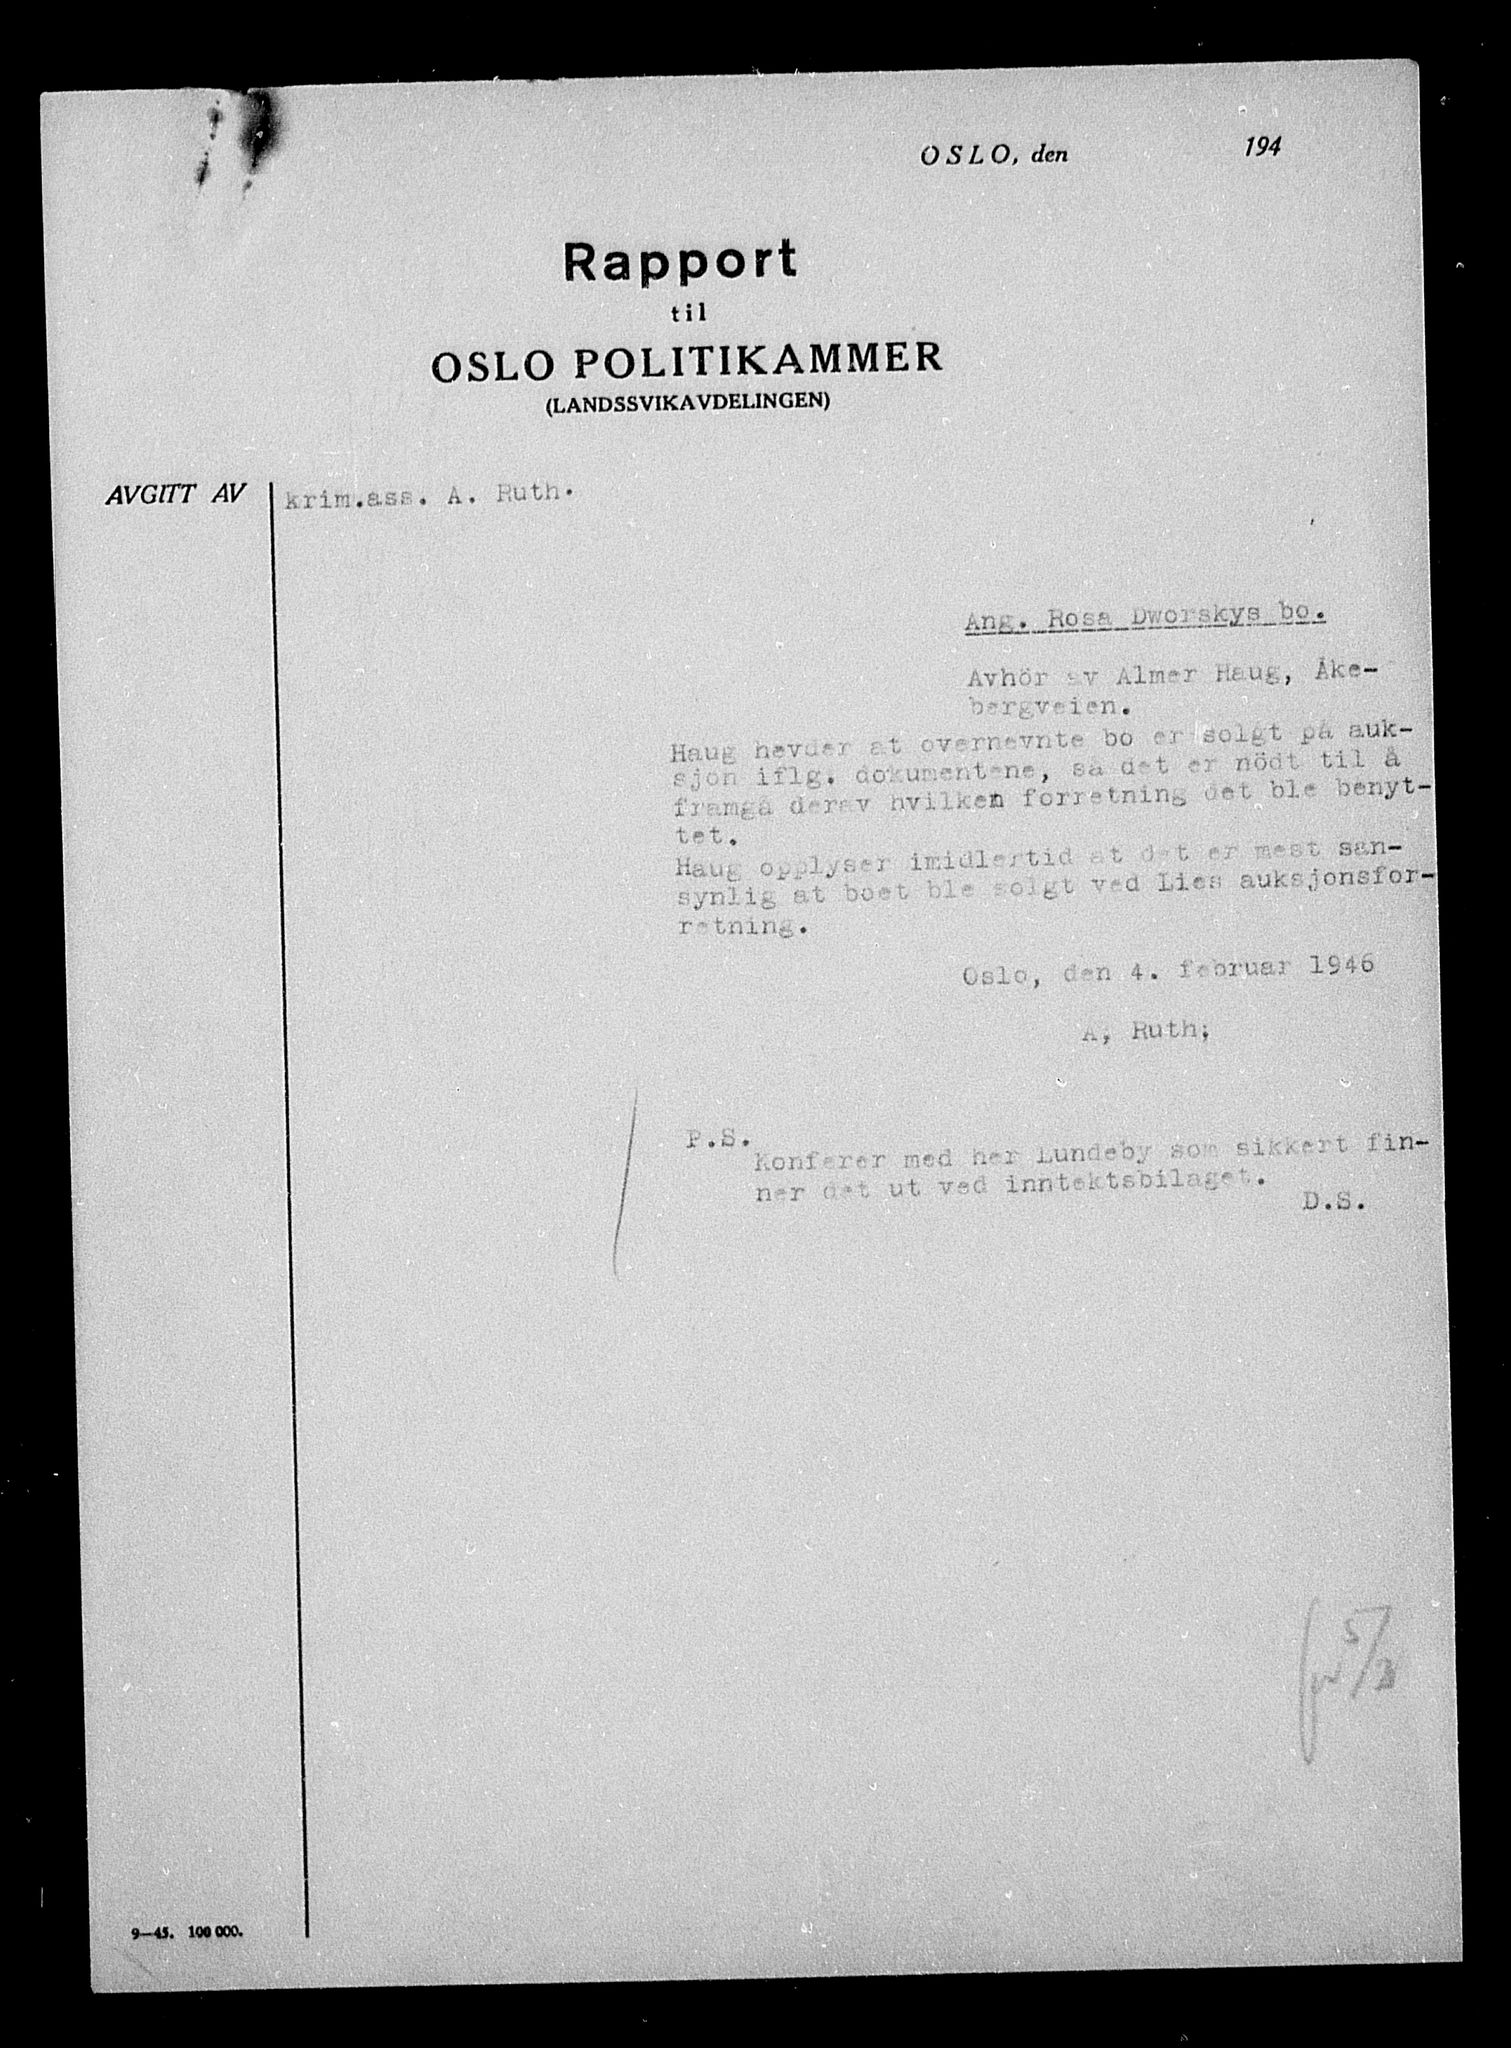 OSLO, den 194
Rapport
til
OSLO POLITIKAMMER
(LANDSSVIKAVDELINGEN)
AVGITT AV krim.ass. A. Ruth.
Ang. Rosa Dworskys bo.
Avhör av Almer Haug, Åke-
bergveien.
Haug hevder at overnevnte bo er solgt på auk-
sjon iflg. dokumentene, så det er nödt til å
framgå derav hvilken forretning det ble benyt-
tet.
Haug opplyser imidlertid at det er mest san-
synlig at boet ble solgt ved Lies auksjonsfor-
retning.
Oslo, den 4. februar 1946
A, Ruth;
P.S.
Konferer med her Lundeby som sikkert fin-
ner det ut ved inntektsbilaget.
D.S.
5/3
9—45. 100 000.